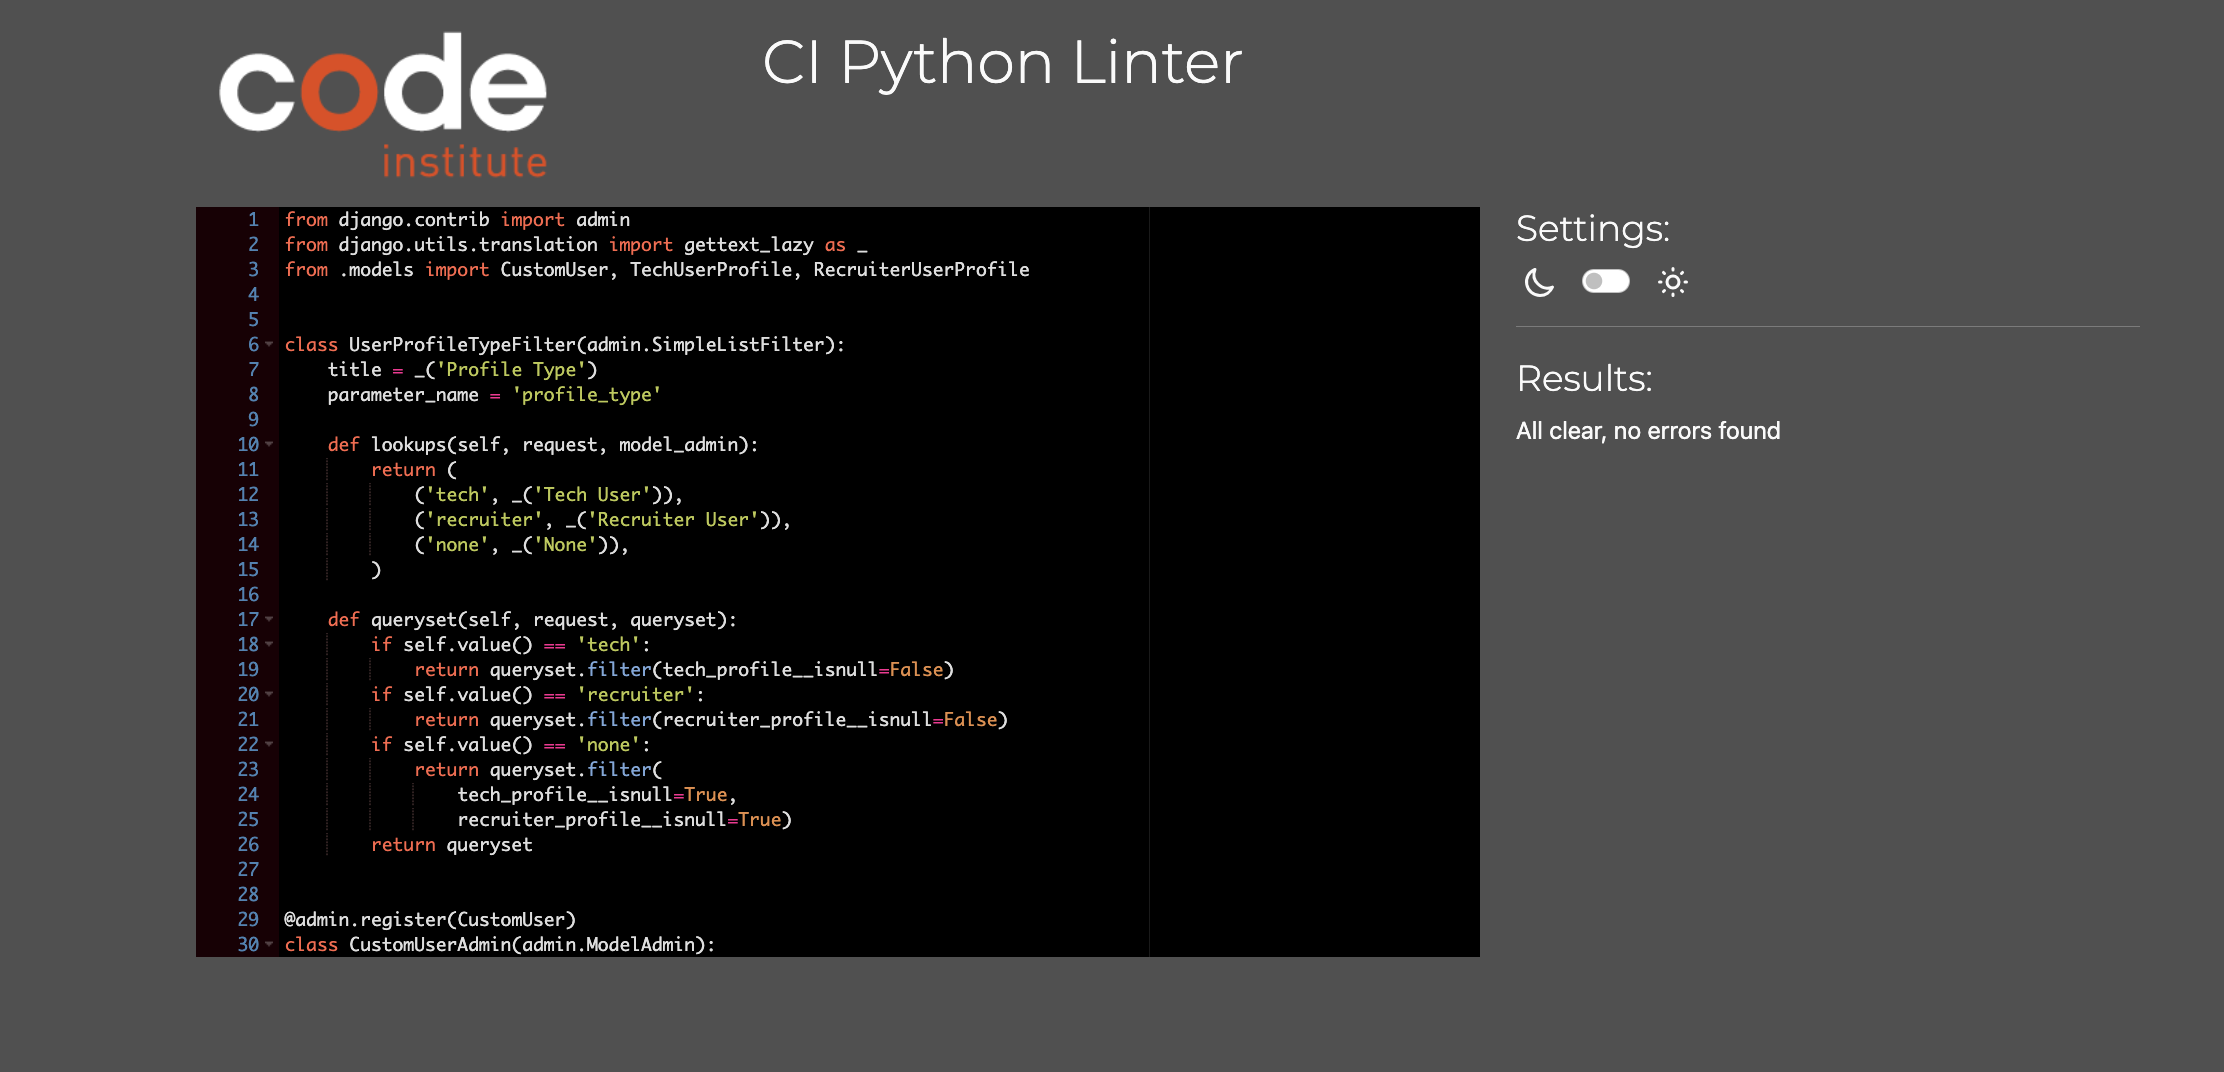 code
institute
CI Python Linter
1 from django.contrib import admin
2 from django.utils.translation import gettext_lazy as _
3 from .models import CustomUser, TechUserProfile, RecruiterUserProfile
4
5
6 class UserProfileTypeFilter(admin.SimpleListFilter):
7     title = _('Profile Type')
8     parameter_name = 'profile_type'
9
10     def lookups(self, request, model_admin):
11         return (
12             ('tech', _('Tech User')),
13             ('recruiter', _('Recruiter User')),
14             ('none', _('None')),
15         )
16
17     def queryset(self, request, queryset):
18         if self.value() == 'tech':
19             return queryset.filter(tech_profile__isnull=False)
20         if self.value() == 'recruiter':
21             return queryset.filter(recruiter_profile__isnull=False)
22         if self.value() == 'none':
23             return queryset.filter(
24                 tech_profile__isnull=True,
25                 recruiter_profile__isnull=True)
26         return queryset
27
28
29 @admin.register(CustomUser)
30 class CustomUserAdmin(admin.ModelAdmin):
Settings:
Results:
All clear, no errors found